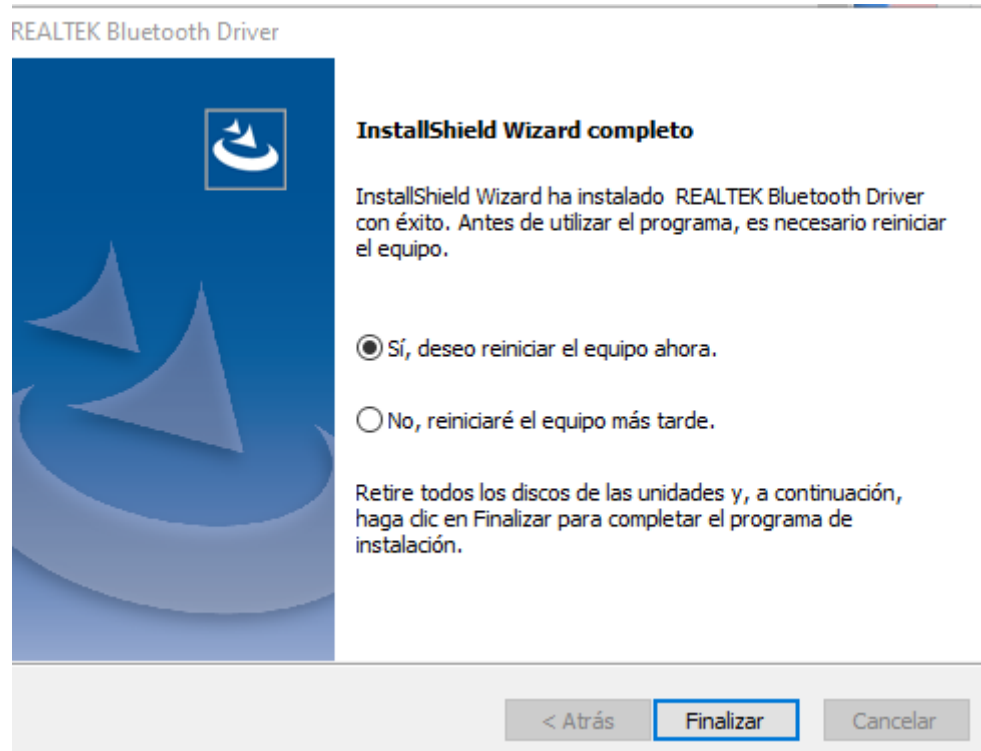 REALTEK Bluetooth Driver
InstallShield Wizard completo
InstallShield Wizard ha instalado  REALTEK Bluetooth Driver
con éxito. Antes de utilizar el programa, es necesario reiniciar
el equipo.
Sí, deseo reiniciar el equipo ahora.
No, reiniciaré el equipo más tarde.
Retire todos los discos de las unidades y, a continuación,
haga clic en Finalizar para completar el programa de
instalación.
< Atrás
Finalizar
Cancelar